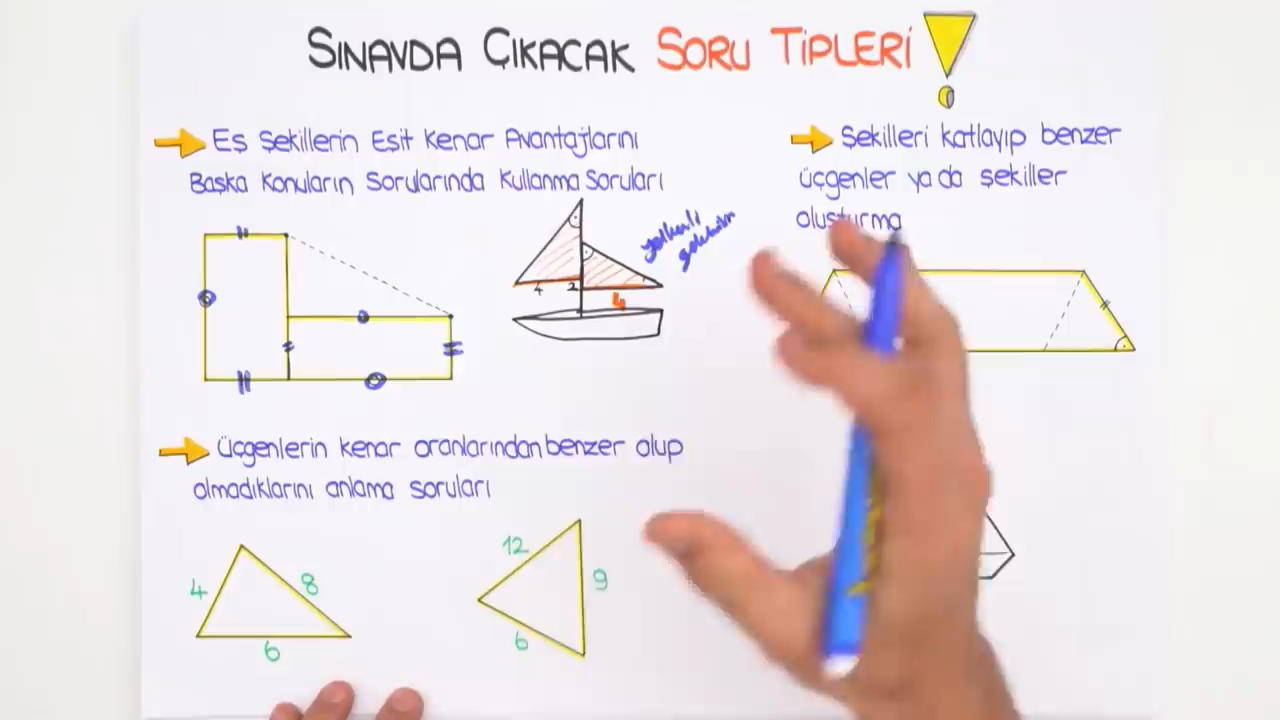 SINAVDA ÇIKACAK SORU TİPLERİ
Eş Şekillerin Eşit Kenar Avantajlarını
Başka Konuların Sorularında Kullanma Soruları
4
2
4
yelkenli
Şekilleri katlayıp benzer
üçgenler ya da şekiller
oluşturma
Üçgenlerin kenar oranlarından benzer olup
olmadıklarını anlama soruları
4
8
6
12
9
6